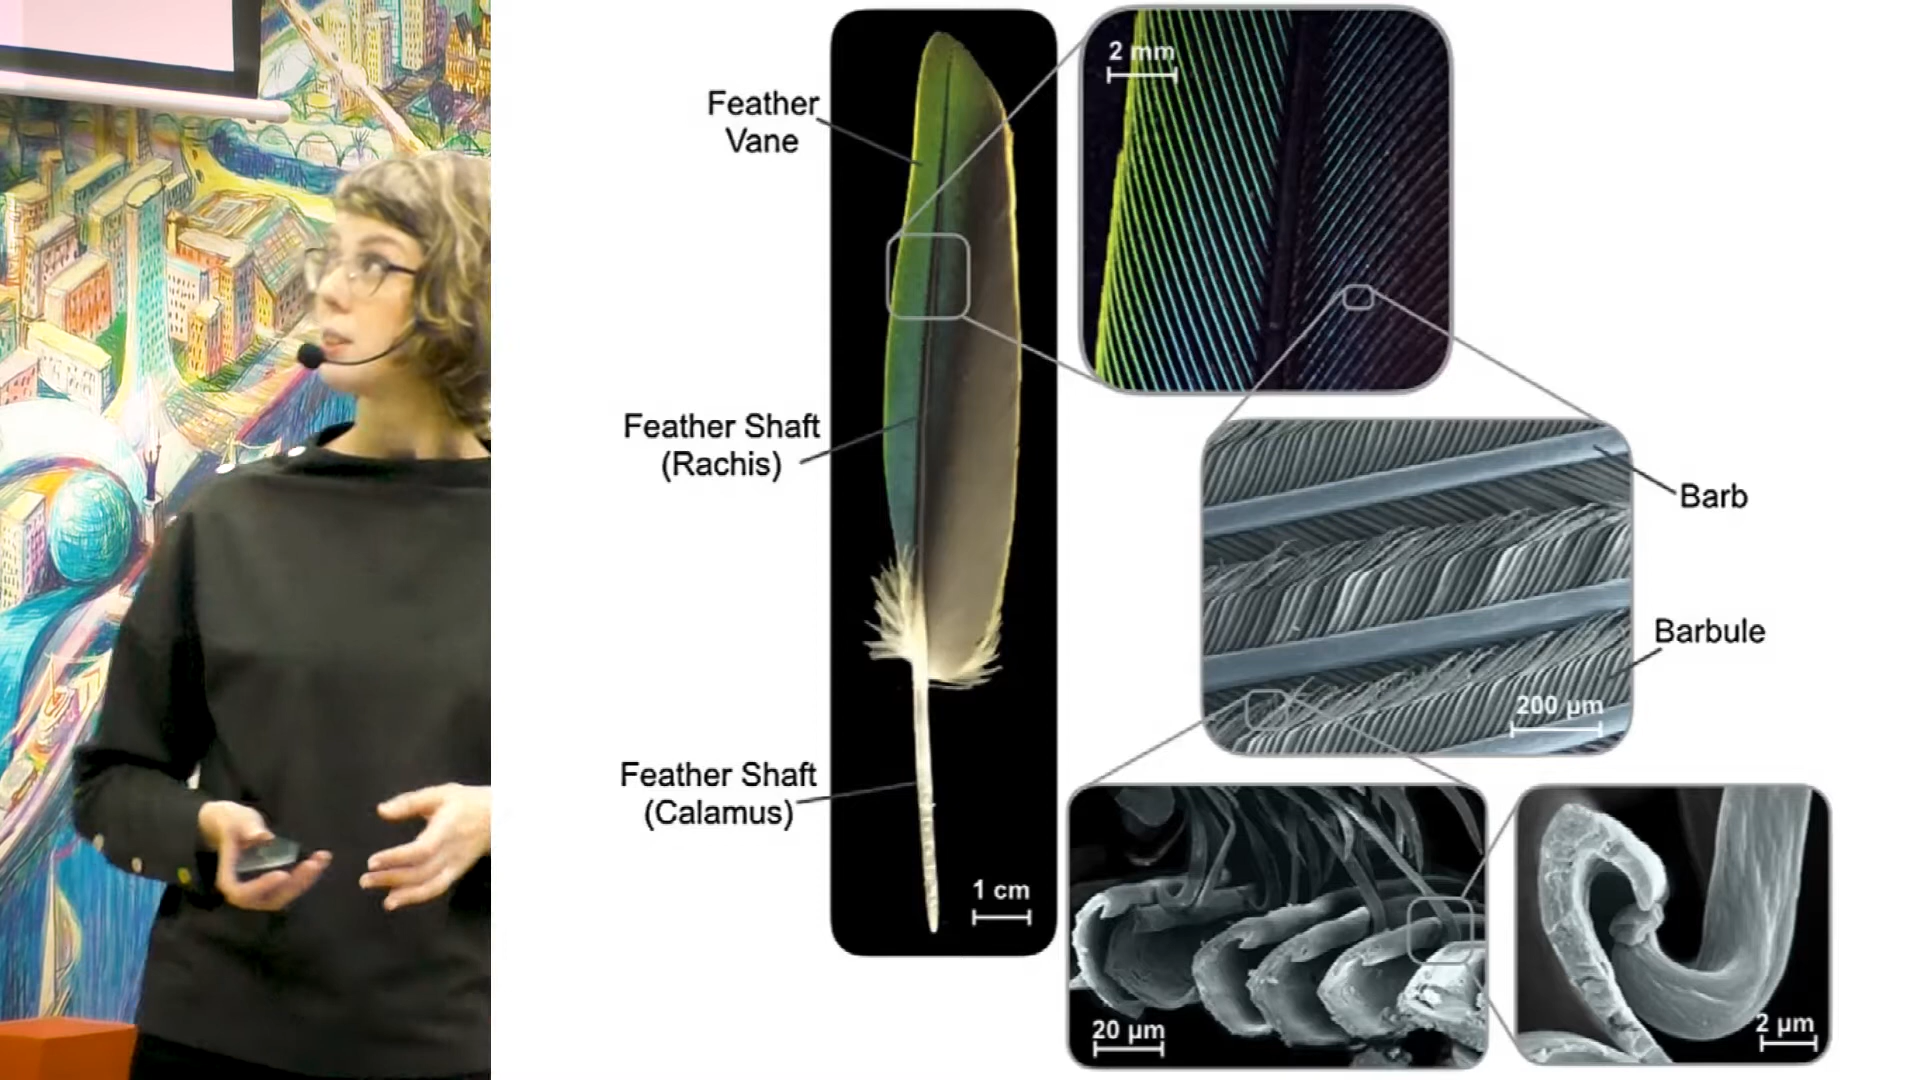 Feather
Vane
Feather Shaft
(Rachis)
Feather Shaft
(Calamus)
1 cm
2 mm
Barb
Barbule
200 µm
20 µm
2 µm